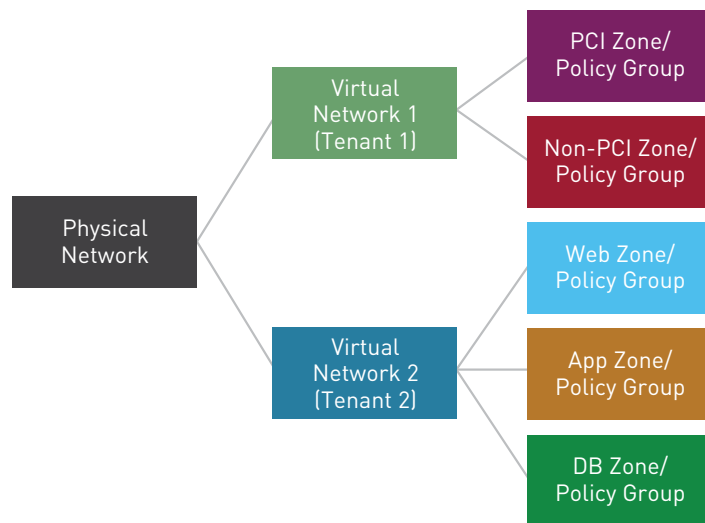 Physical
Network
Virtual
Network 1
(Tenant 1)
PCI Zone/
Policy Group
Non-PCI Zone/
Policy Group
Virtual
Network 2
(Tenant 2)
Web Zone/
Policy Group
App Zone/
Policy Group
DB Zone/
Policy Group